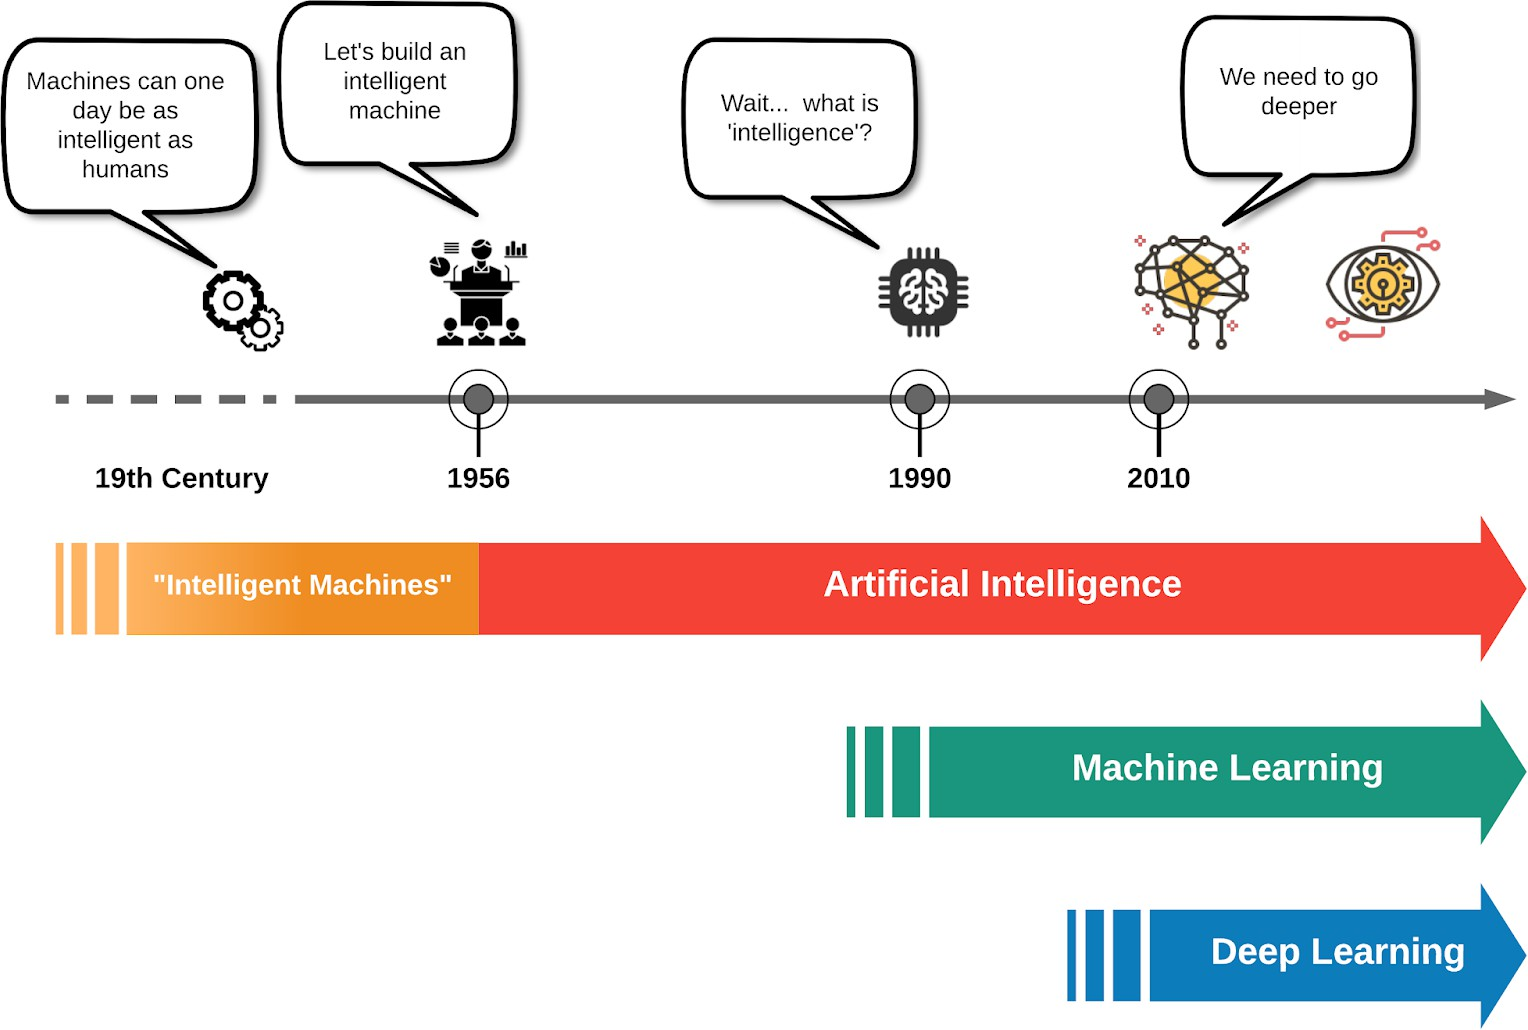 Machines can one
day be as
intelligent as
humans
Let's build an
intelligent
machine
Wait... what is
'intelligence'?
We need to go
deeper
19th Century
1956
1990
2010
"Intelligent Machines"
Artificial Intelligence
Machine Learning
Deep Learning